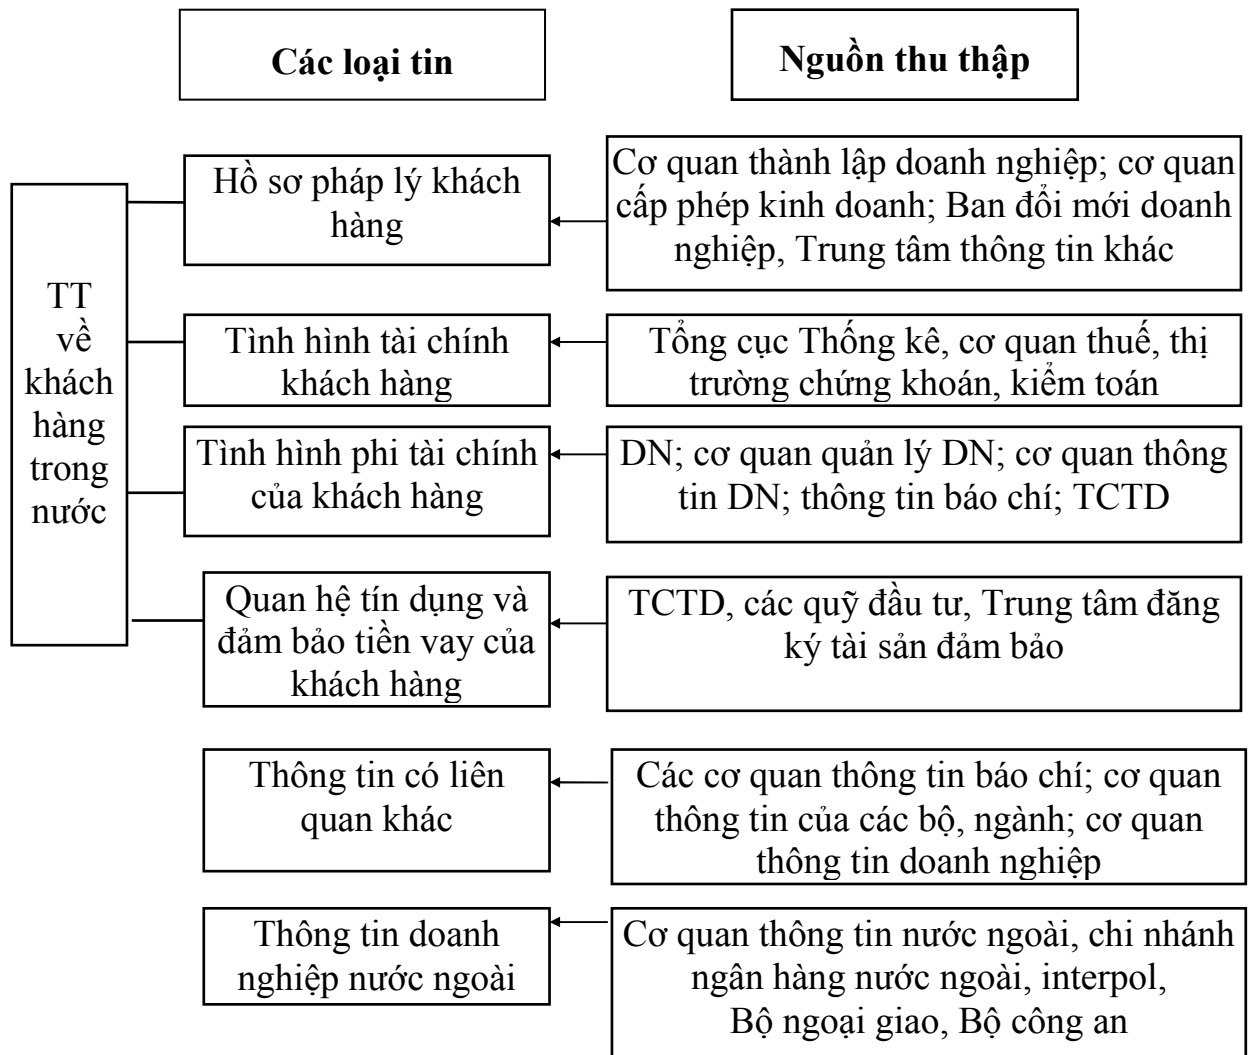 Các loại tin
Nguồn thu thập
TT
về
khách
hàng
trong
nước
Hồ sơ pháp lý khách
hàng
Cơ quan thành lập doanh nghiệp; cơ quan
cấp phép kinh doanh; Ban đổi mới doanh
nghiệp, Trung tâm thông tin khác
Tình hình tài chính
khách hàng
Tổng cục Thống kê, cơ quan thuế, thị
trường chứng khoán, kiểm toán
Tình hình phi tài chính
của khách hàng
DN; cơ quan quản lý DN; cơ quan thông
tin DN; thông tin báo chí; TCTD
Quan hệ tín dụng và
đảm bảo tiền vay của
khách hàng
TCTD, các quỹ đầu tư, Trung tâm đăng
ký tài sản đảm bảo
Thông tin có liên
quan khác
Các cơ quan thông tin báo chí; cơ quan
thông tin của các bộ, ngành; cơ quan
thông tin doanh nghiệp
Thông tin doanh
nghiệp nước ngoài
Cơ quan thông tin nước ngoài, chi nhánh
ngân hàng nước ngoài, interpol,
Bộ ngoại giao, Bộ công an